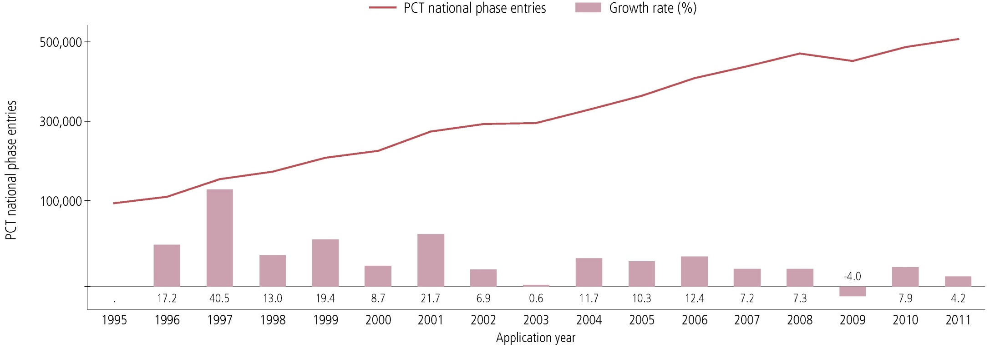 PCT national phase entries Growth rate (%)
500,000
300,000
100,000
PCT national phase entries
-4.0
. 17.2 40.5 13.0 19.4 8.7 21.7 6.9 0.6 11.7 10.3 12.4 7.2 7.3 7.9 4.2
1995 1996 1997 1998 1999 2000 2001 2002 2003 2004 2005 2006 2007 2008 2009 2010 2011
Application year